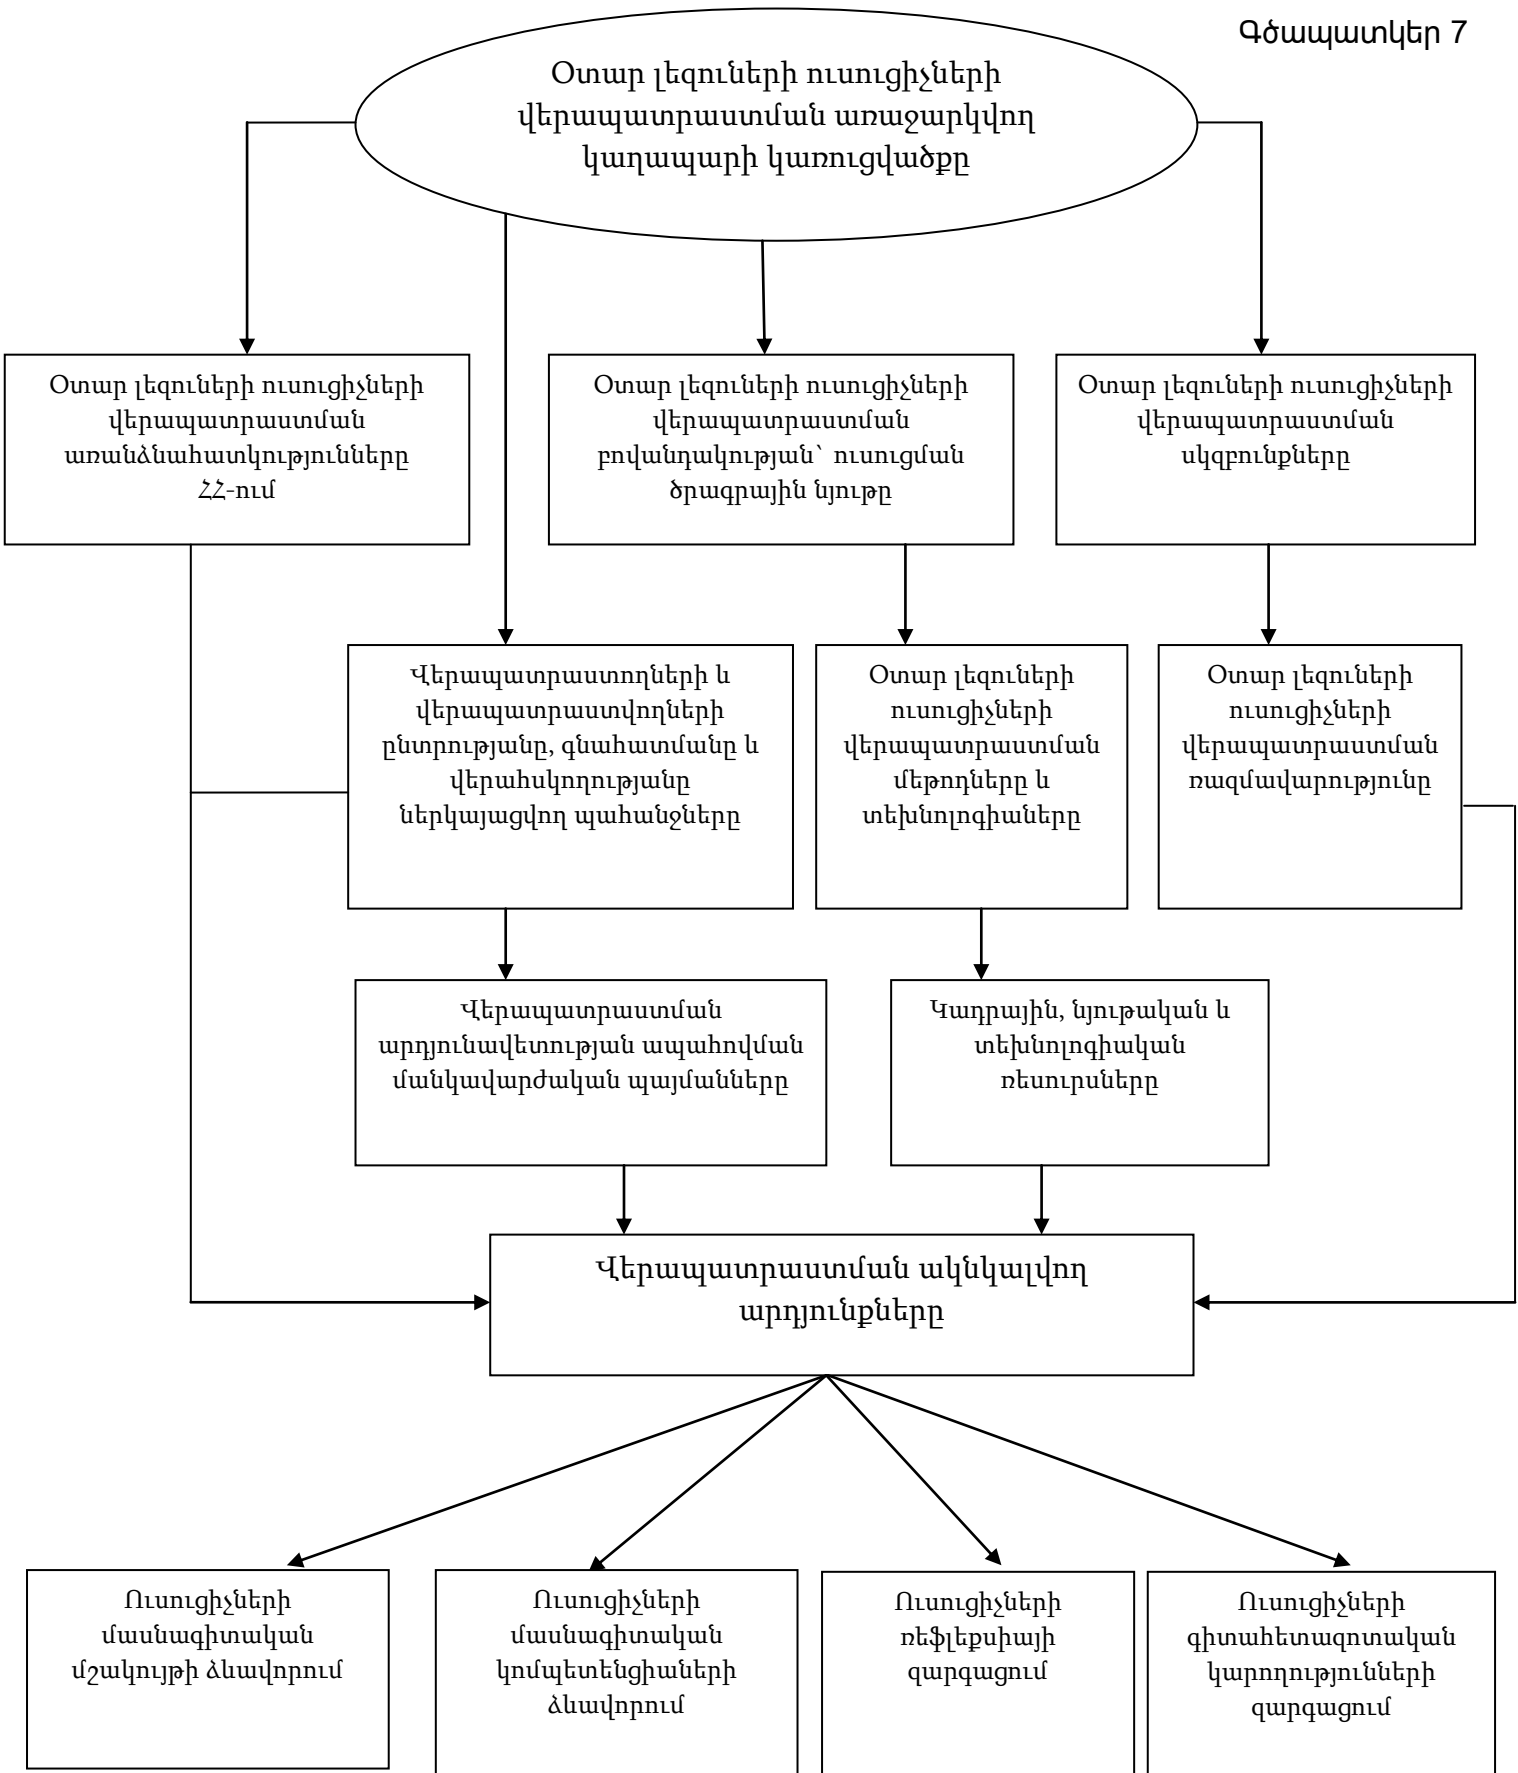 Գծապատկեր 7
Օտար լեզուների ուսուցիչների
վերապատրաստման առաջարկվող
կաղապարի կառուցվածքը
Օտար լեզուների ուսուցիչների
վերապատրաստման
առանձնահատկությունները
ՀՀ-ում
Օտար լեզուների ուսուցիչների
վերապատրաստման
բովանդակության՝ ուսուցման
ծրագրային նյութը
Օտար լեզուների ուսուցիչների
վերապատրաստման
սկզբունքները
Վերապատրաստողների և
վերապատրաստվողների
ընտրությանը, գնահատմանը և
վերահսկողությանը
ներկայացվող պահանջները
Օտար լեզուների
ուսուցիչների
վերապատրաստման
մեթոդները և
տեխնոլոգիաները
Օտար լեզուների
ուսուցիչների
վերապատրաստման
ռազմավարությունը
Վերապատրաստման
արդյունավետության ապահովման
մանկավարժական պայմանները
Կադրային, նյութական և
տեխնոլոգիական
ռեսուրսները
Վերապատրաստման ակնկալվող
արդյունքները
Ուսուցիչների
մասնագիտական
մշակույթի ձևավորում
Ուսուցիչների
մասնագիտական
կոմպետենցիաների
ձևավորում
Ուսուցիչների
ռեֆլեքսիայի
զարգացում
Ուսուցիչների
գիտահետազոտական
կարողությունների
զարգացում